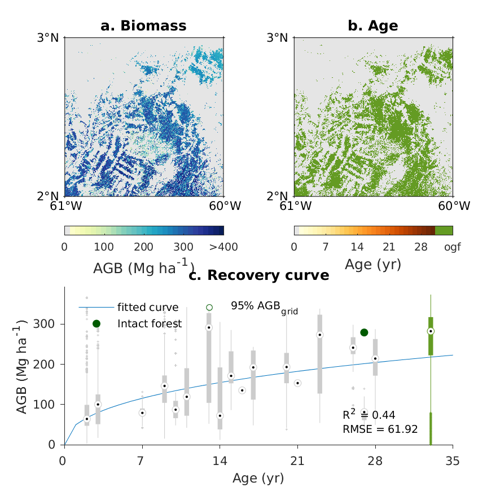 a. Biomass
b. Age
3°N
2°N
61°W
60°W
3°N
2°N
61°W
60°W
0 100 200 300 >400
AGB (Mg ha-1)
0 7 14 21 28 ogf
Age (yr)
c. Recovery curve
fitted curve
Intact forest
95% AGBgrid
AGB (Mg ha-1)
300
200
100
0
R2 = 0.44
RMSE = 61.92
0 7 14 21 28 35
Age (yr)